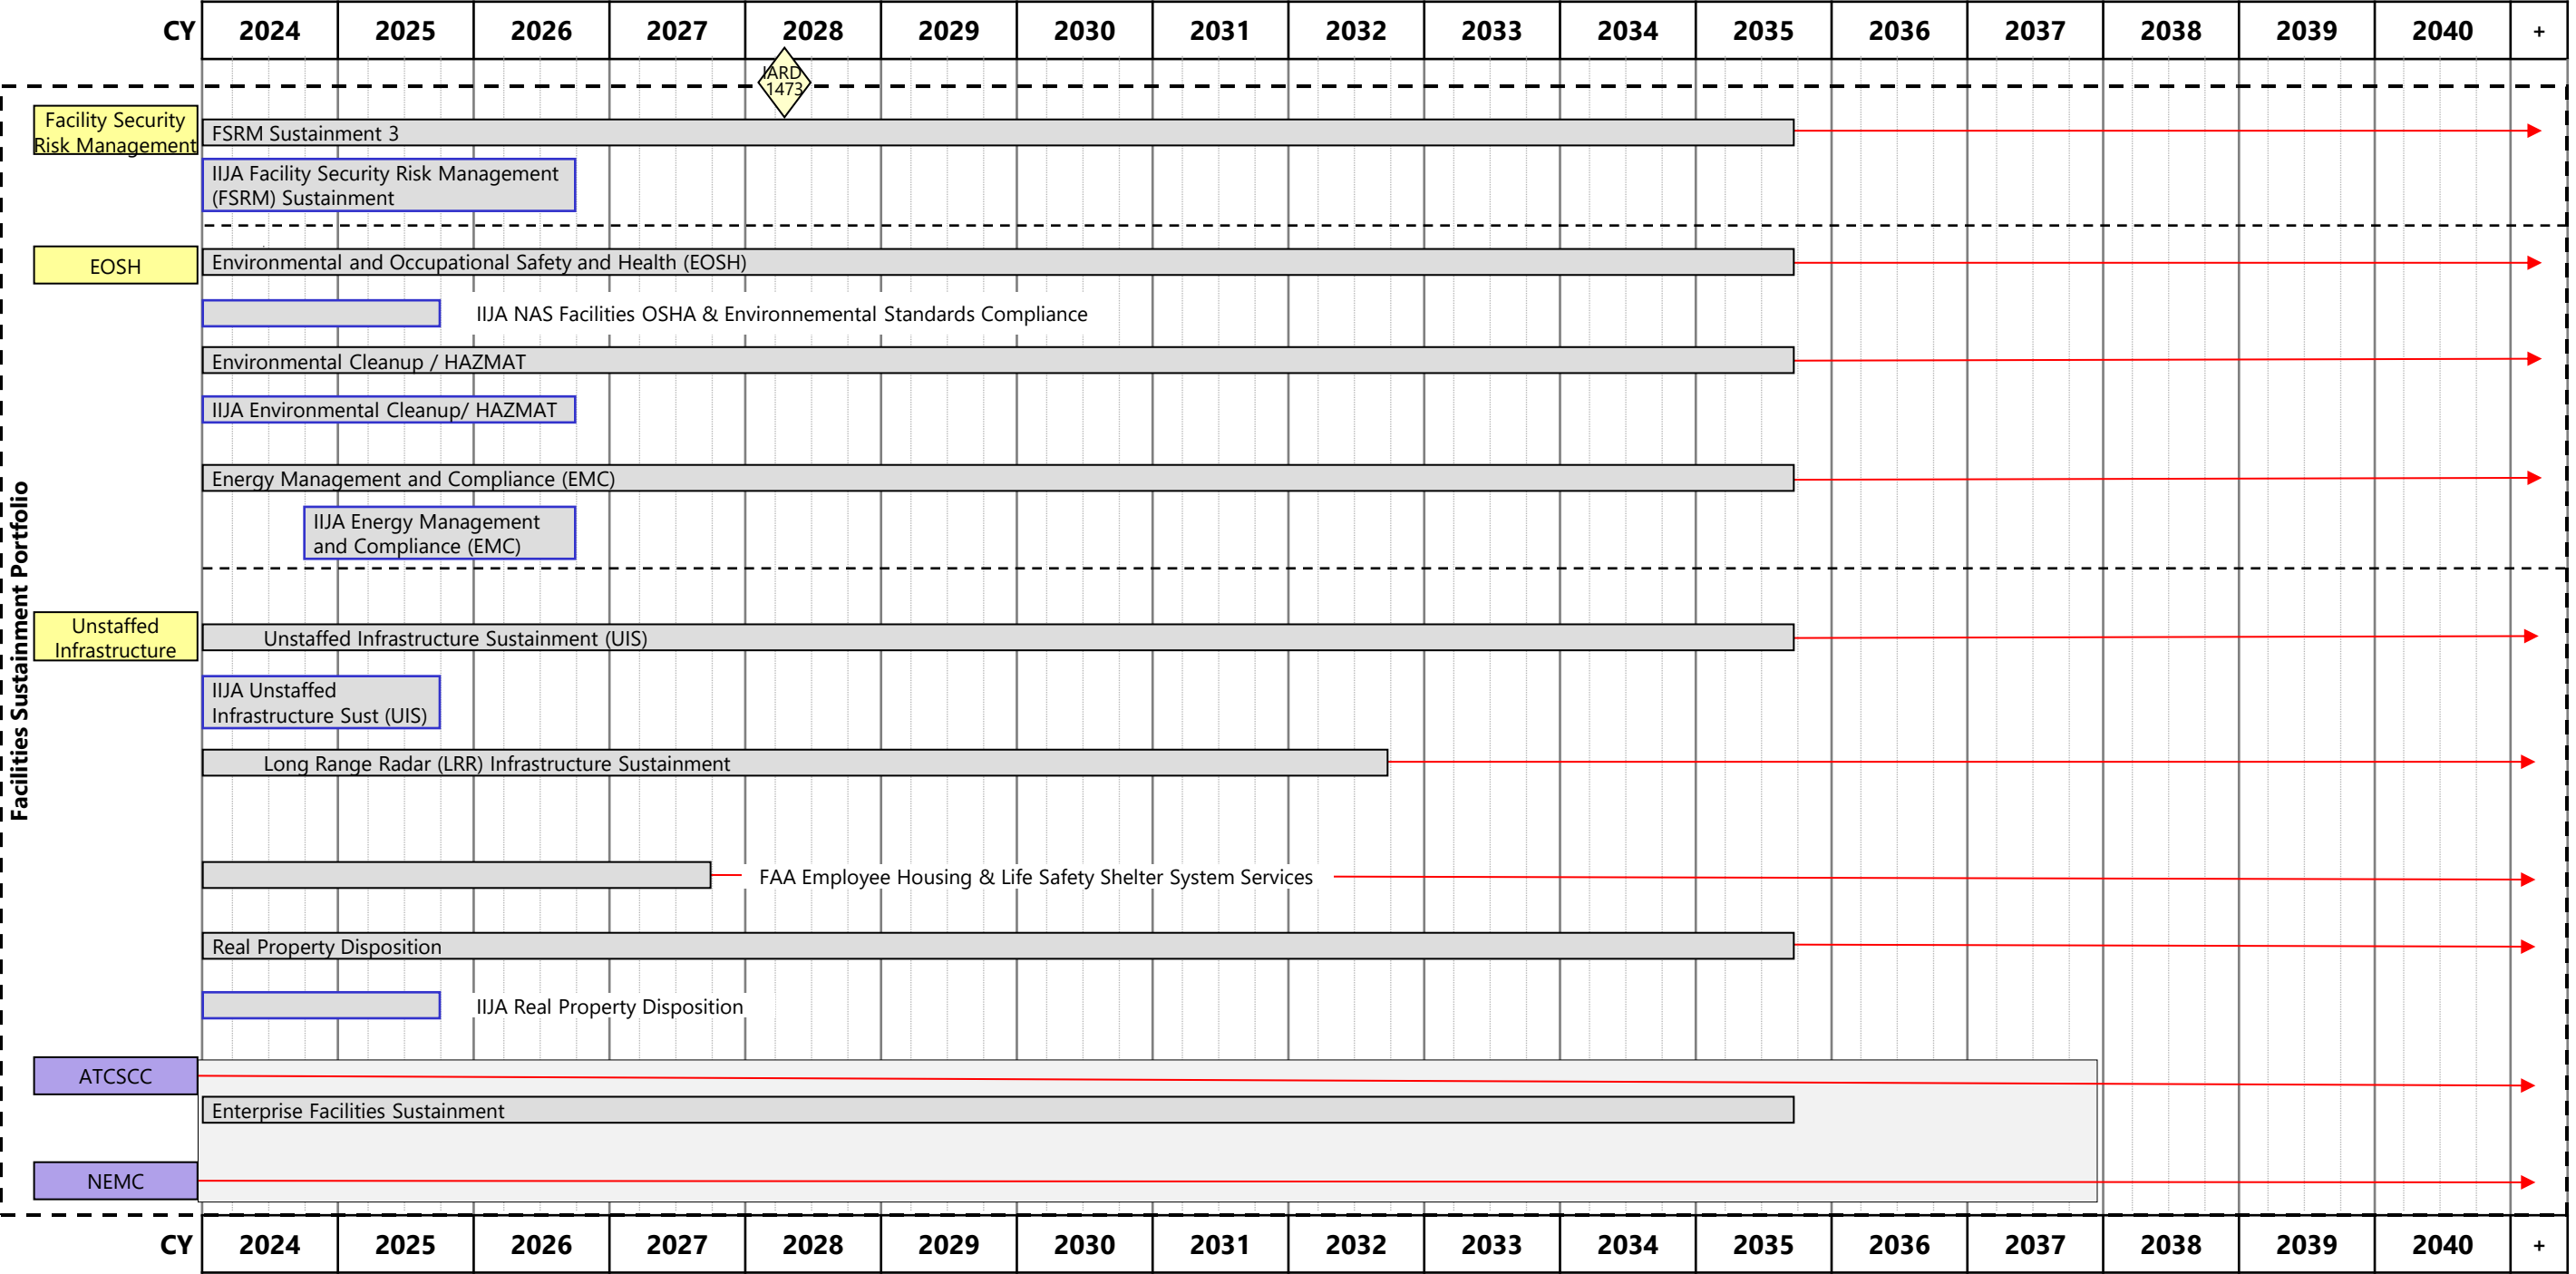 CY 2024 2025 2026 2027 2028 2029 2030 2031 2032 2033 2034 2035 2036 2037 2038 2039 2040 +
IARD
1473
Facilities Sustainment Portfolio
Facility Security
Risk Management
FSRM Sustainment 3
IIJA Facility Security Risk Management
(FSRM) Sustainment
EOSH
Environmental and Occupational Safety and Health (EOSH)
IIJA NAS Facilities OSHA & Environnemental Standards Compliance
Environmental Cleanup / HAZMAT
IIJA Environmental Cleanup/ HAZMAT
Energy Management and Compliance (EMC)
IIJA Energy Management
and Compliance (EMC)
Unstaffed
Infrastructure
Unstaffed Infrastructure Sustainment (UIS)
IIJA Unstaffed
Infrastructure Sust (UIS)
Long Range Radar (LRR) Infrastructure Sustainment
FAA Employee Housing & Life Safety Shelter System Services
Real Property Disposition
IIJA Real Property Disposition
ATCSCC
Enterprise Facilities Sustainment
NEMC
CY 2024 2025 2026 2027 2028 2029 2030 2031 2032 2033 2034 2035 2036 2037 2038 2039 2040 +